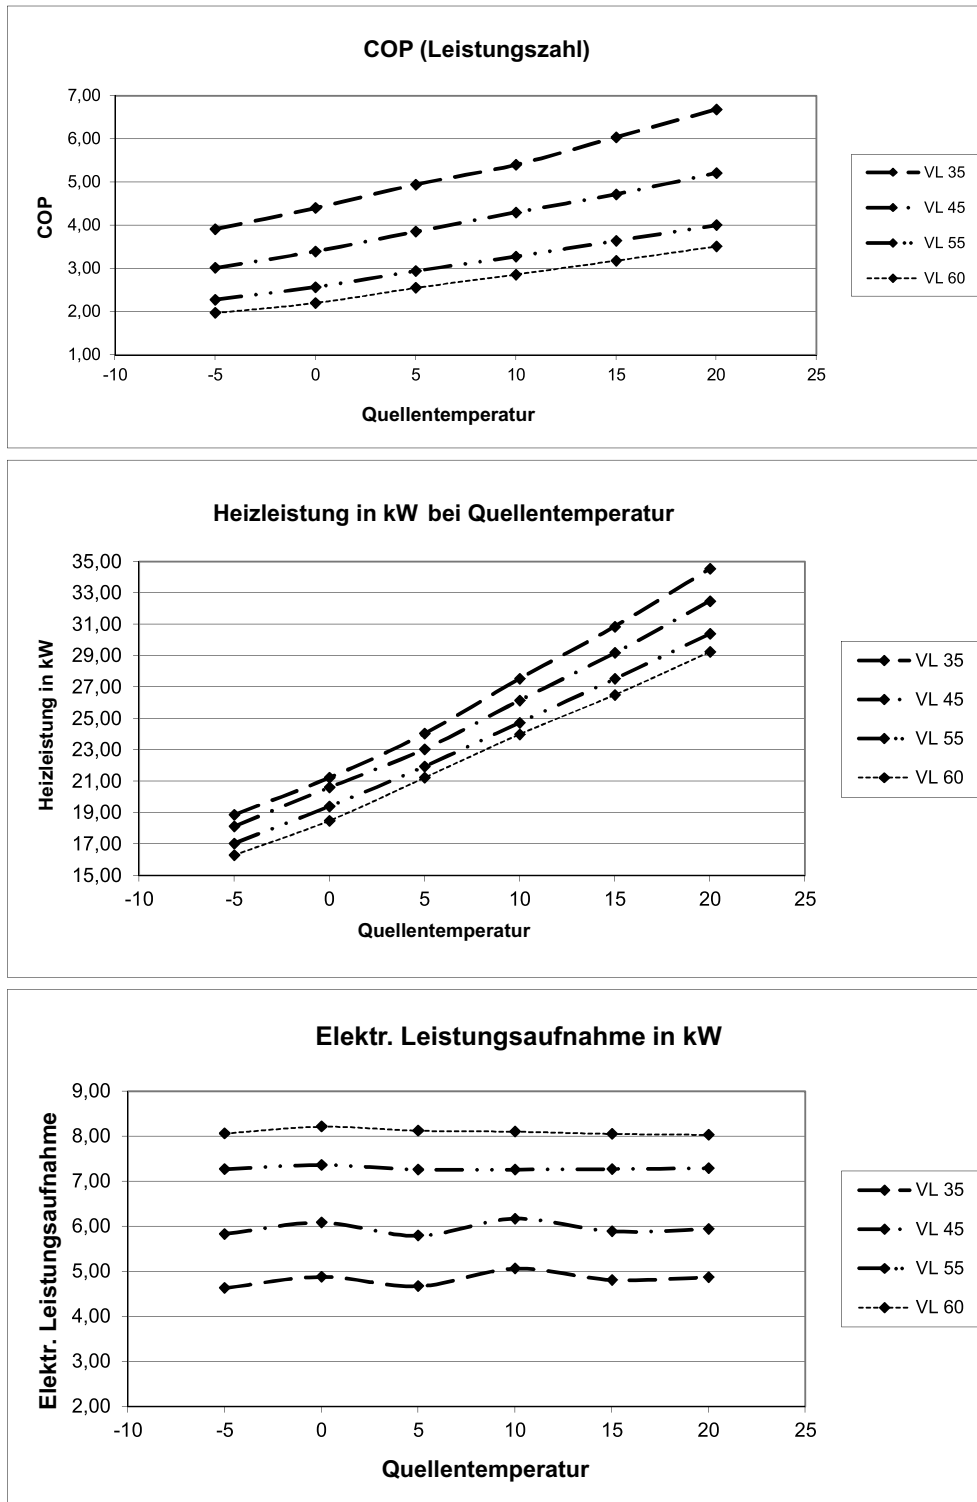 COP (Leistungszahl)
7,00
6,00
5,00
4,00
3,00
2,00
1,00
COP
-10 -5 0 5 10 15 20 25
Quellentemperatur
VL 35
VL 45
VL 55
VL 60
Heizleistung in kW bei Quellentemperatur
35,00
33,00
31,00
29,00
27,00
25,00
23,00
21,00
19,00
17,00
15,00
Heizleistung in kW
-10 -5 0 5 10 15 20 25
Quellentemperatur
VL 35
VL 45
VL 55
VL 60
Elektr. Leistungsaufnahme in kW
9,00
8,00
7,00
6,00
5,00
4,00
3,00
2,00
Elektr. Leistungsaufnahme
-10 -5 0 5 10 15 20 25
Quellentemperatur
VL 35
VL 45
VL 55
VL 60